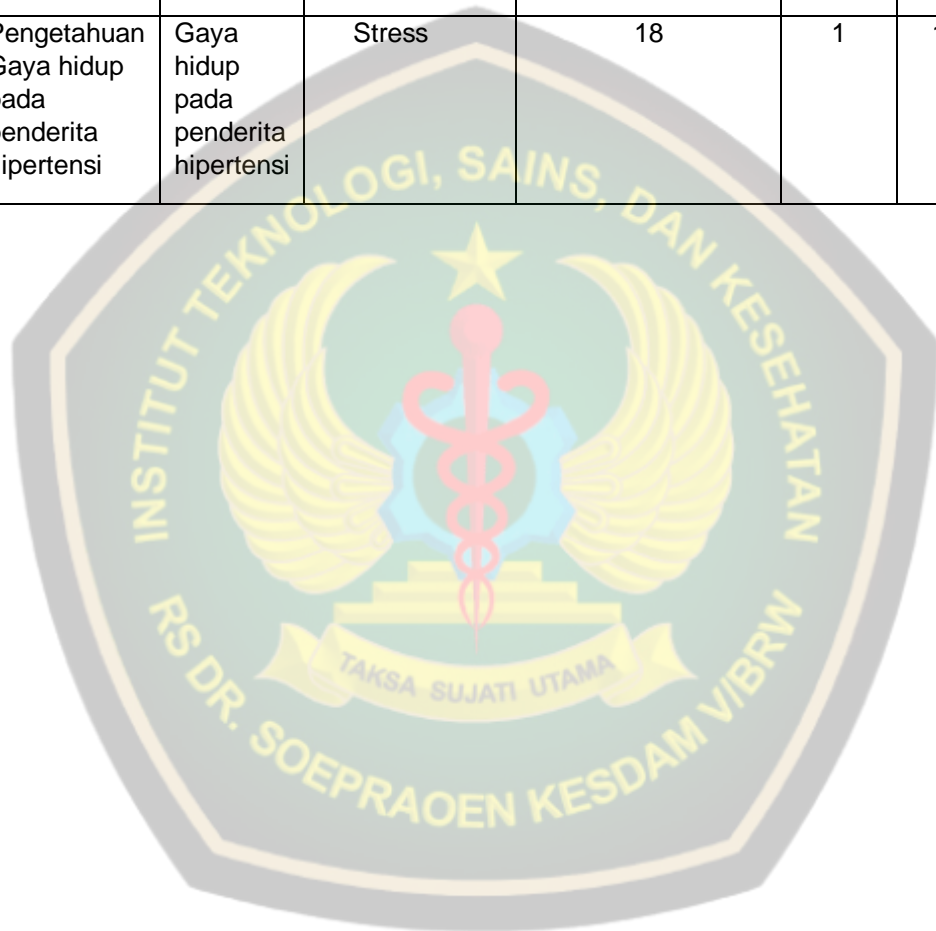 Pengetahuan
Gaya hidup
pada
penderita
hipertensi
Gaya
hidup
pada
penderita
hipertensi
Stress
18
1
INSTITUT TEKNOLOGI, SAINS, DAN KESEHATAN
TAKSA SUJATI UTAMA
RS DR. SOEPRAOEN KESDAM V/BRW